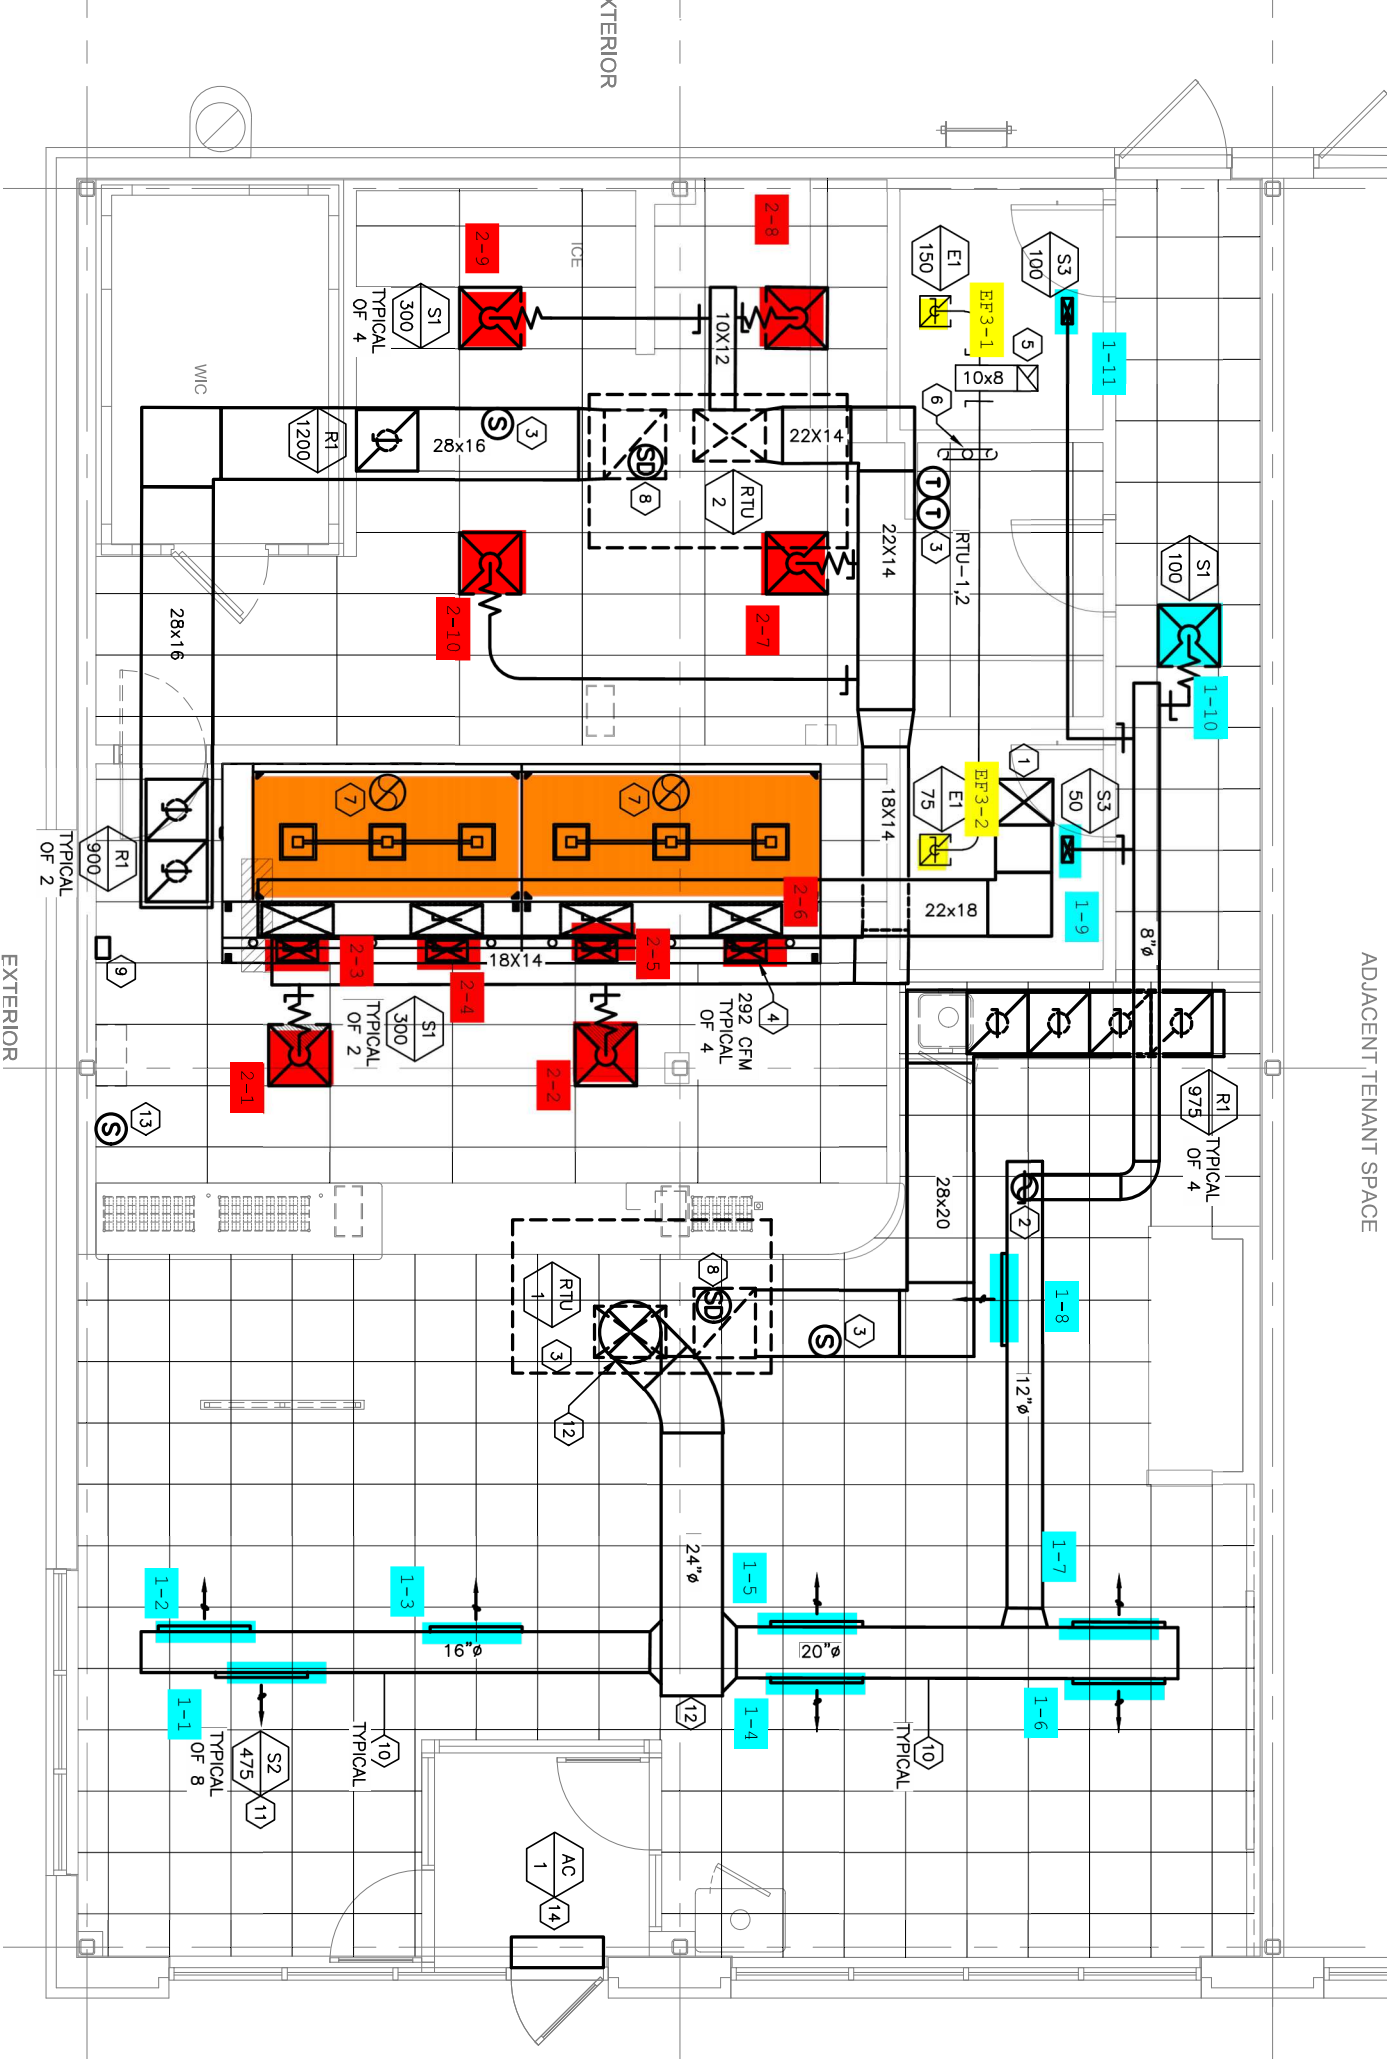 EXTERIOR
2-8
2-9
ICE
E1
150
S3
100
EF3-1
5
1-11
S1
300
TYPICAL
OF 4
10X12
10x8
WIC
6
R1
1200
S
3
28x16
22X14
SD
8
RTU
2
T
T
3
RTU-1,2
22X14
S1
100
28x16
2-10
2-7
1-10
1
7
7
E1
75
EF3-2
S3
50
18X14
R1
900
TYPICAL
OF 2
2-6
22x18
1-9
8"ø
2-3
2-5
18X14
2-4
9
EXTERIOR
S1
300
TYPICAL
OF 2
292 CFM
TYPICAL
OF 4
4
ADJACENT TENANT SPACE
2-1
2-2
R1
975
TYPICAL
OF 4
S
13
28x20
2
RTU
1
3
8
SD
S
3
1-8
12
12"ø
24"ø
1-2
1-3
1-5
1-7
16"ø
20"ø
1-1
1-4
1-6
12
TYPICAL
OF 8
S2
475
11
10
TYPICAL
10
TYPICAL
AC
1
14